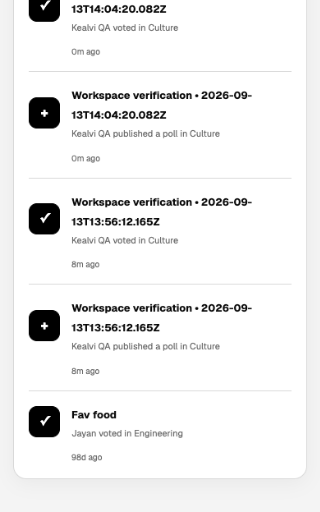 13T14:04:20.082Z
Kealvi QA voted in Culture
0m ago
Workspace verification • 2026-09-
13T14:04:20.082Z
Kealvi QA published a poll in Culture
0m ago
Workspace verification • 2026-09-
13T13:56:12.165Z
Kealvi QA voted in Culture
8m ago
Workspace verification • 2026-09-
13T13:56:12.165Z
Kealvi QA published a poll in Culture
8m ago
Fav food
Jayan voted in Engineering
98d ago